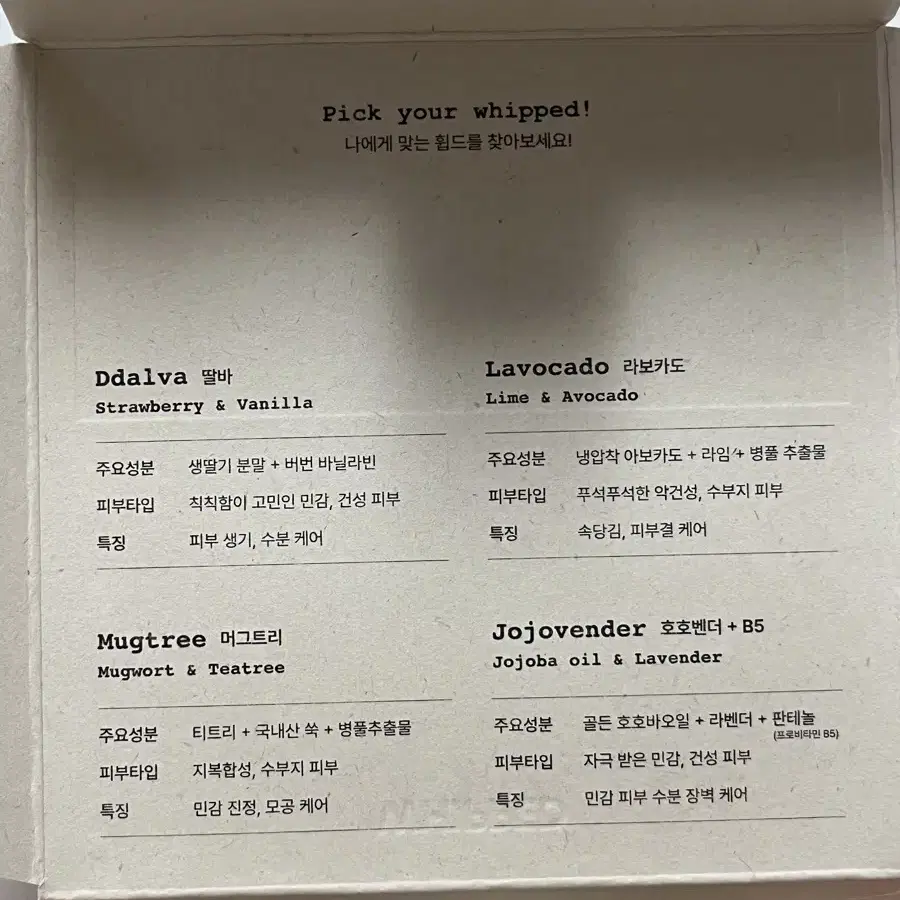 Pick your whipped!
나에게 맞는 휩드를 찾아보세요!
Ddalva 딸바
Strawberry & Vanilla
주요성분 생딸기 분말 + 버번 바닐라빈
피부타입 칙칙함이 고민인 민감, 건성 피부
특징 피부 생기, 수분 케어
Lavocado 라보카도
Lime & Avocado
주요성분 냉압착 아보카도 + 라임 + 병풀 추출물
피부타입 푸석푸석한 악건성, 수부지 피부
특징 속당김, 피부결 케어
Mugtree 머그트리
Mugwort & Teatree
주요성분 티트리 + 국내산 쑥 + 병풀추출물
피부타입 지복합성, 수부지 피부
특징 민감 진정, 모공 케어
Jojovender 호호벤더 + B5
Jojoba oil & Lavender
주요성분 골든 호호바오일 + 라벤더 + 판테놀
(프로비타민 B5)
피부타입 자극 받은 민감, 건성 피부
특징 민감 피부 수분 장벽 케어